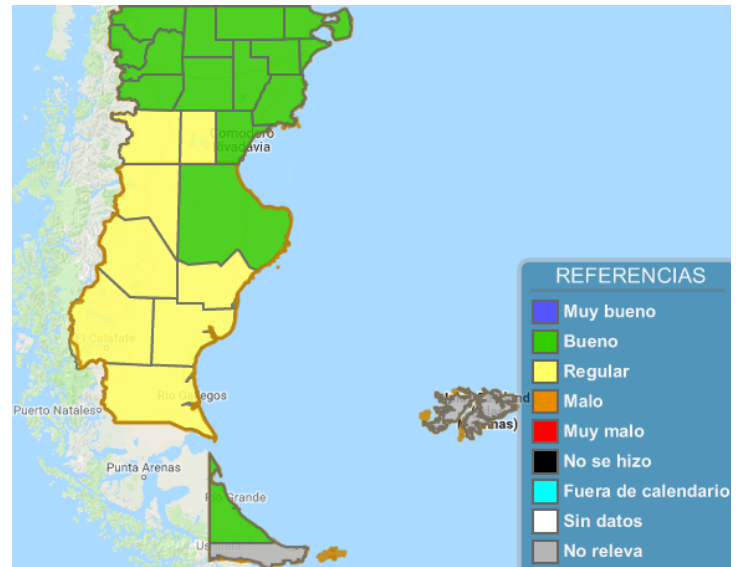 Comodoro
Rivadavia
El Calafate
Río Gallegos
Puerto Natales
Punta Arenas
Río Grande
REFERENCIAS
Muy bueno
Bueno
Regular
Malo
Muy malo
No se hizo
Fuera de calendario
Sin datos
No releva